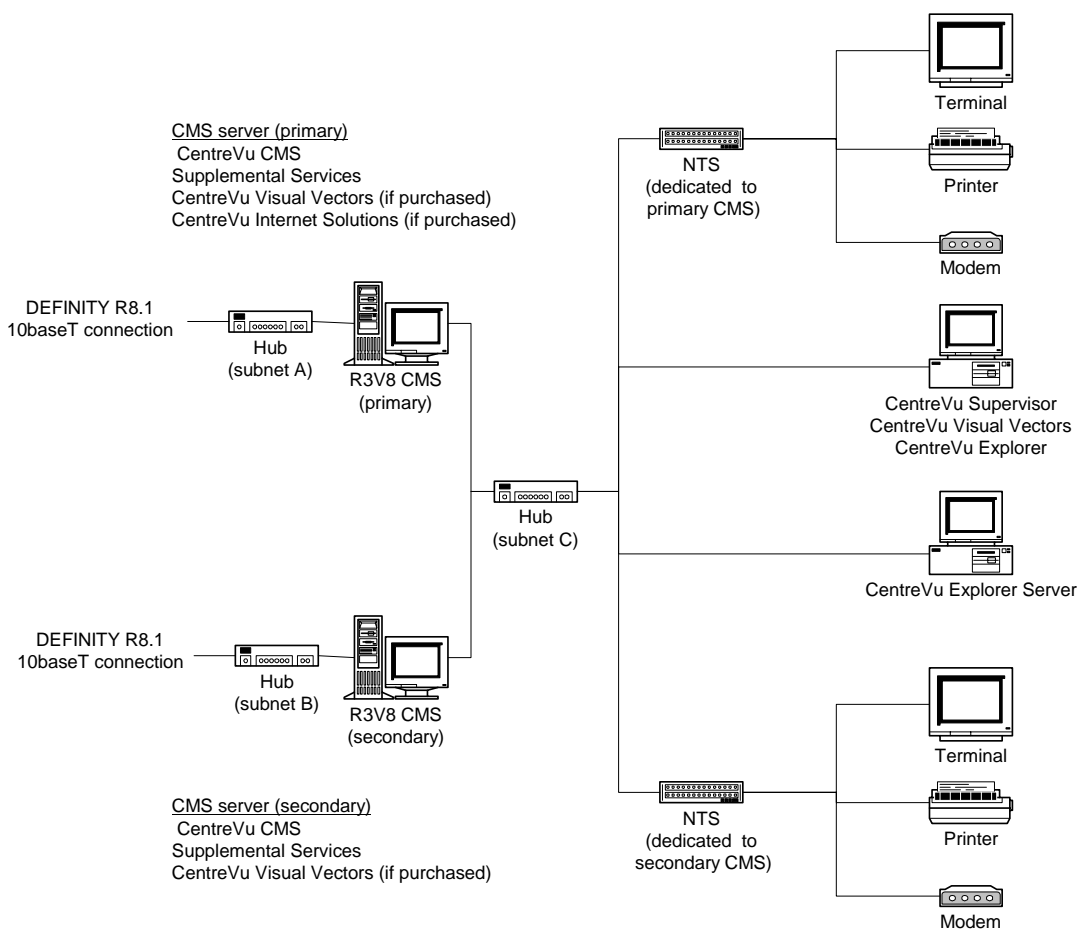 Terminal
CMS server (primary)
CentreVu CMS
Supplemental Services
CentreVu Visual Vectors (if purchased)
CentreVu Internet Solutions (if purchased)
NTS
(dedicated to
primary CMS)
Printer
Modem
DEFINITY R8.1
10baseT connection
Hub
(subnet A)
R3V8 CMS
(primary)
CentreVu Supervisor
CentreVu Visual Vectors
CentreVu Explorer
Hub
(subnet C)
CentreVu Explorer Server
DEFINITY R8.1
10baseT connection
Hub
(subnet B)
R3V8 CMS
(secondary)
Terminal
CMS server (secondary)
CentreVu CMS
Supplemental Services
CentreVu Visual Vectors (if purchased)
NTS
(dedicated to
secondary CMS)
Printer
Modem